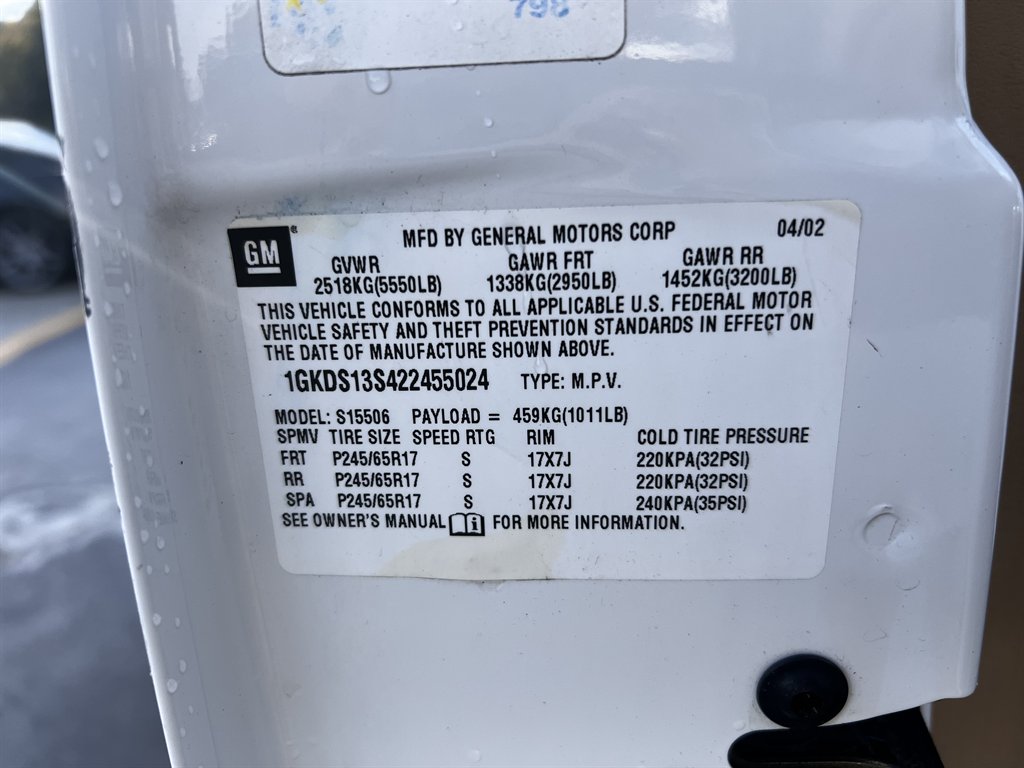 798
GM
MFD BY GENERAL MOTORS CORP 04/02
GVWR GAWR FRT GAWR RR
2518KG(5550LB) 1338KG(2950LB) 1452KG(3200LB)
THIS VEHICLE CONFORMS TO ALL APPLICABLE U.S. FEDERAL MOTOR
VEHICLE SAFETY AND THEFT PREVENTION STANDARDS IN EFFECT ON
THE DATE OF MANUFACTURE SHOWN ABOVE.
1GKDS13S422455024 TYPE: M.P.V.
MODEL: S15506 PAYLOAD = 459KG(1011LB)
SPMV TIRE SIZE SPEED RTG RIM COLD TIRE PRESSURE
FRT P245/65R17 S 17X7J 220KPA(32PSI)
RR P245/65R17 S 17X7J 220KPA(32PSI)
SPA P245/65R17 S 17X7J 240KPA(35PSI)
SEE OWNER'S MANUAL i FOR MORE INFORMATION.